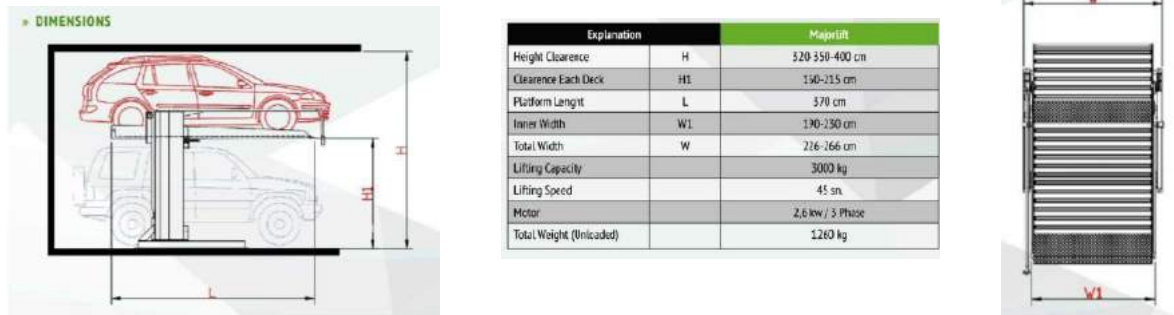 » DIMENSIONS
H
H1
L
Explanation Majorlift
Height Clearence H 320-350-400 cm
Clearence Each Deck H1 150-215 cm
Platform Lenght L 370 cm
Inner Width W1 190-230 cm
Total Width W 226-266 cm
Lifting Capacity 3000 kg
Lifting Speed 45 sn.
Motor 2,6 kw / 3 Phase
Total Weight (Unloaded) 1260 kg
W
W1